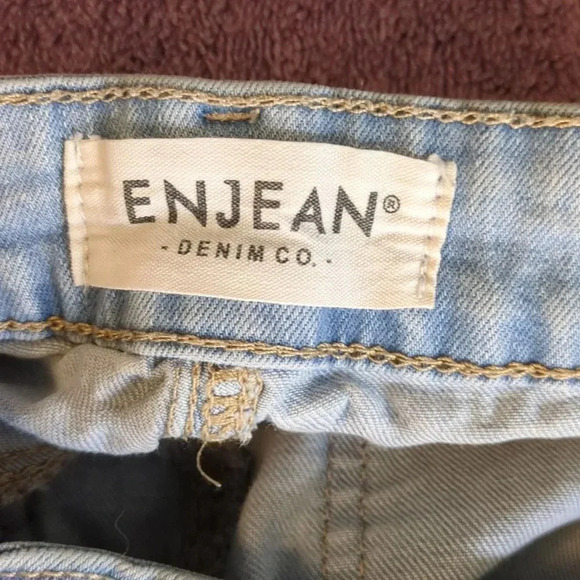 ENJEAN®
- DENIM CO. -